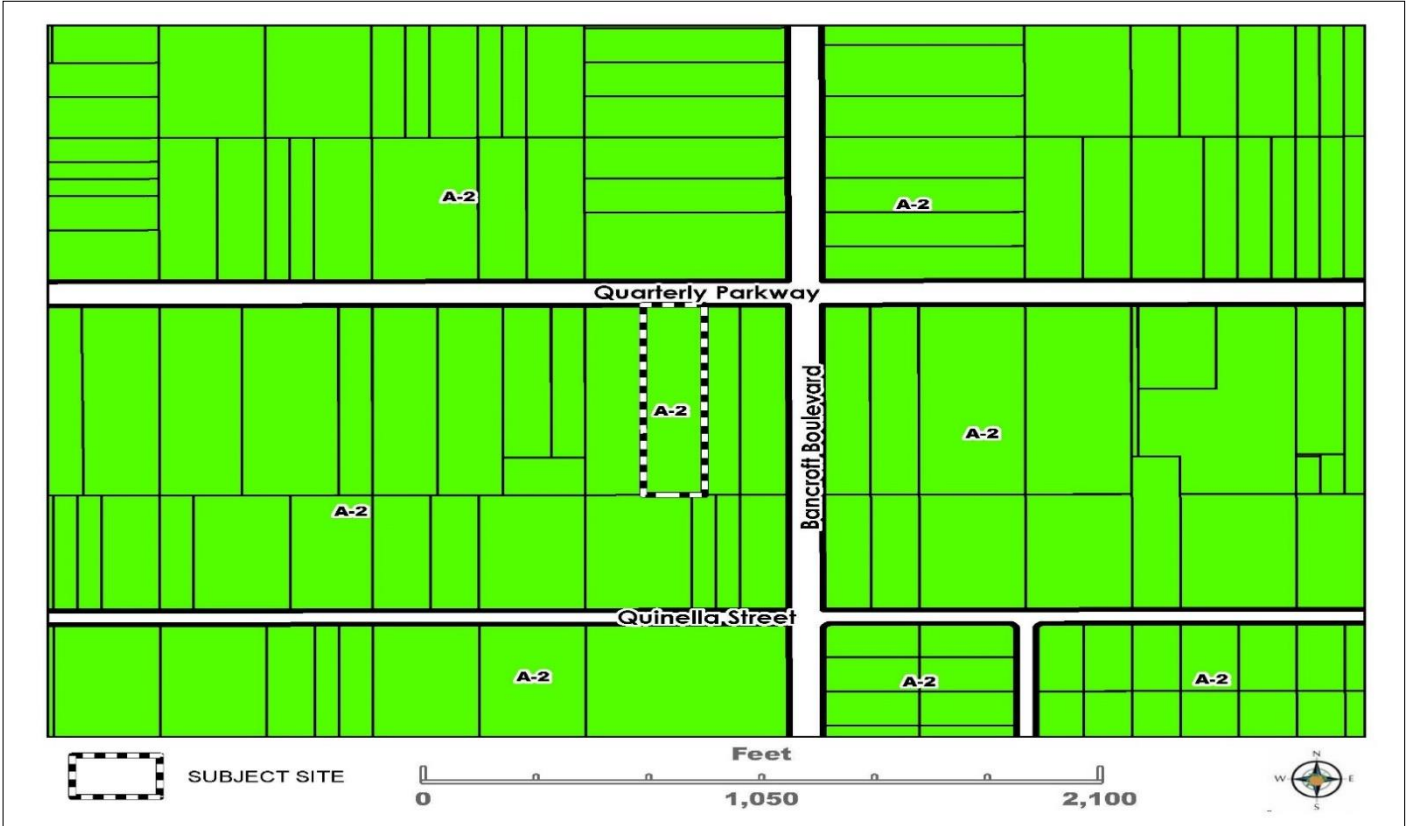 A-2
A-2
Quarterly Parkway
A-2
Bancroft Boulevard
A-2
A-2
Quinella Street
A-2
A-2
A-2
SUBJECT SITE
Feet
0 1,050 2,100
N
W E
S